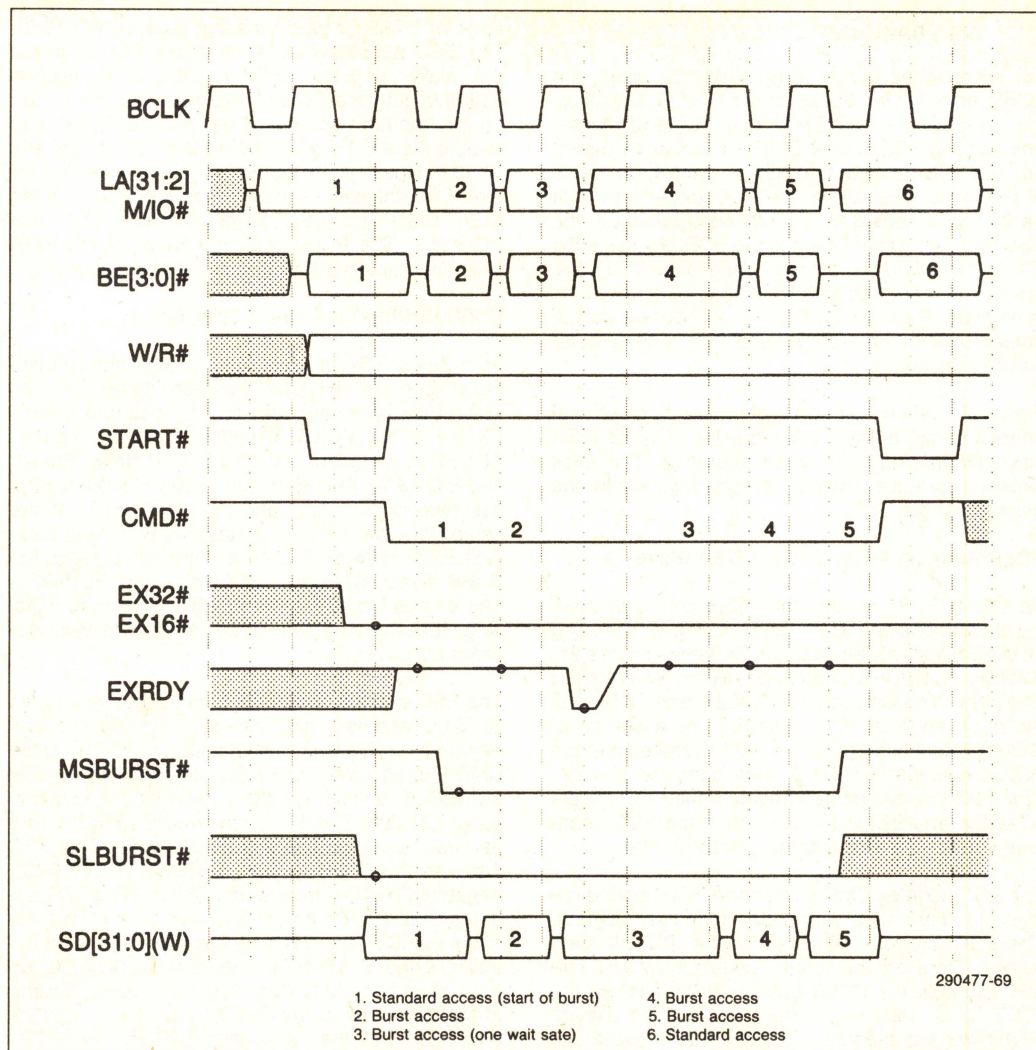 BCLK
LA[31:2]
M/IO#
1 2 3 4 5 6
BE[3:0]#
1 2 3 4 5 6
W/R#
START#
CMD#
1 2 3 4 5
EX32#
EX16#
EXRDY
MSBURST#
SLBURST#
SD[31:0](W)
1 2 3 4 5
290477-69
1. Standard access (start of burst)
2. Burst access
3. Burst access (one wait sate)
4. Burst access
5. Burst access
6. Standard access